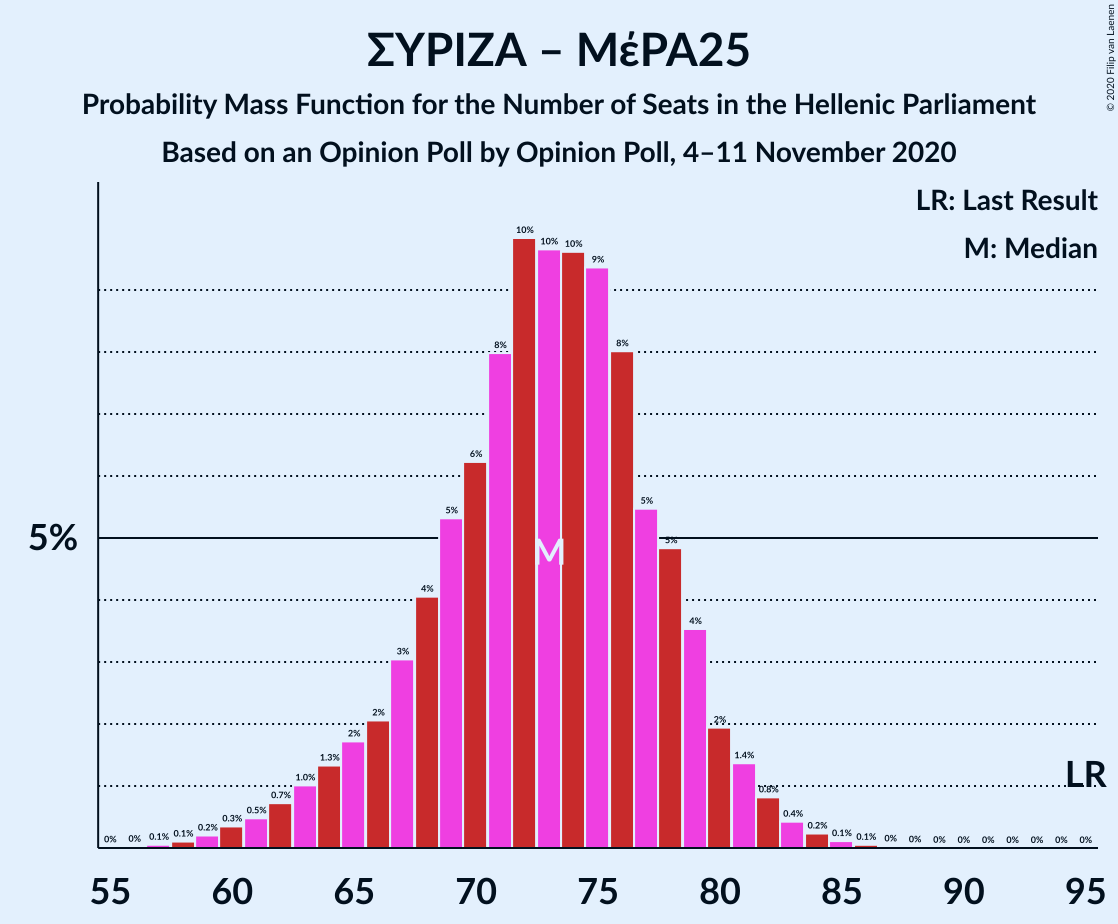 ΣΥΡΙΖΑ – ΜέΡΑ25
Probability Mass Function for the Number of Seats in the Hellenic Parliament
Based on an Opinion Poll by Opinion Poll, 4–11 November 2020
© 2020 Filip van Laenen
LR: Last Result
M: Median
5%
0% 0% 0.1% 0.1% 0.2% 0.3% 0.5% 0.7% 1.0% 1.3% 2% 2% 3% 4% 5% 6% 8% 10% 10% 10% 9% 8% 5% 5% 4% 2% 1.4% 0.8% 0.4% 0.2% 0.1% 0.1% 0% 0% 0% 0% 0% 0% 0% 0% 0%
M
LR
55 60 65 70 75 80 85 90 95